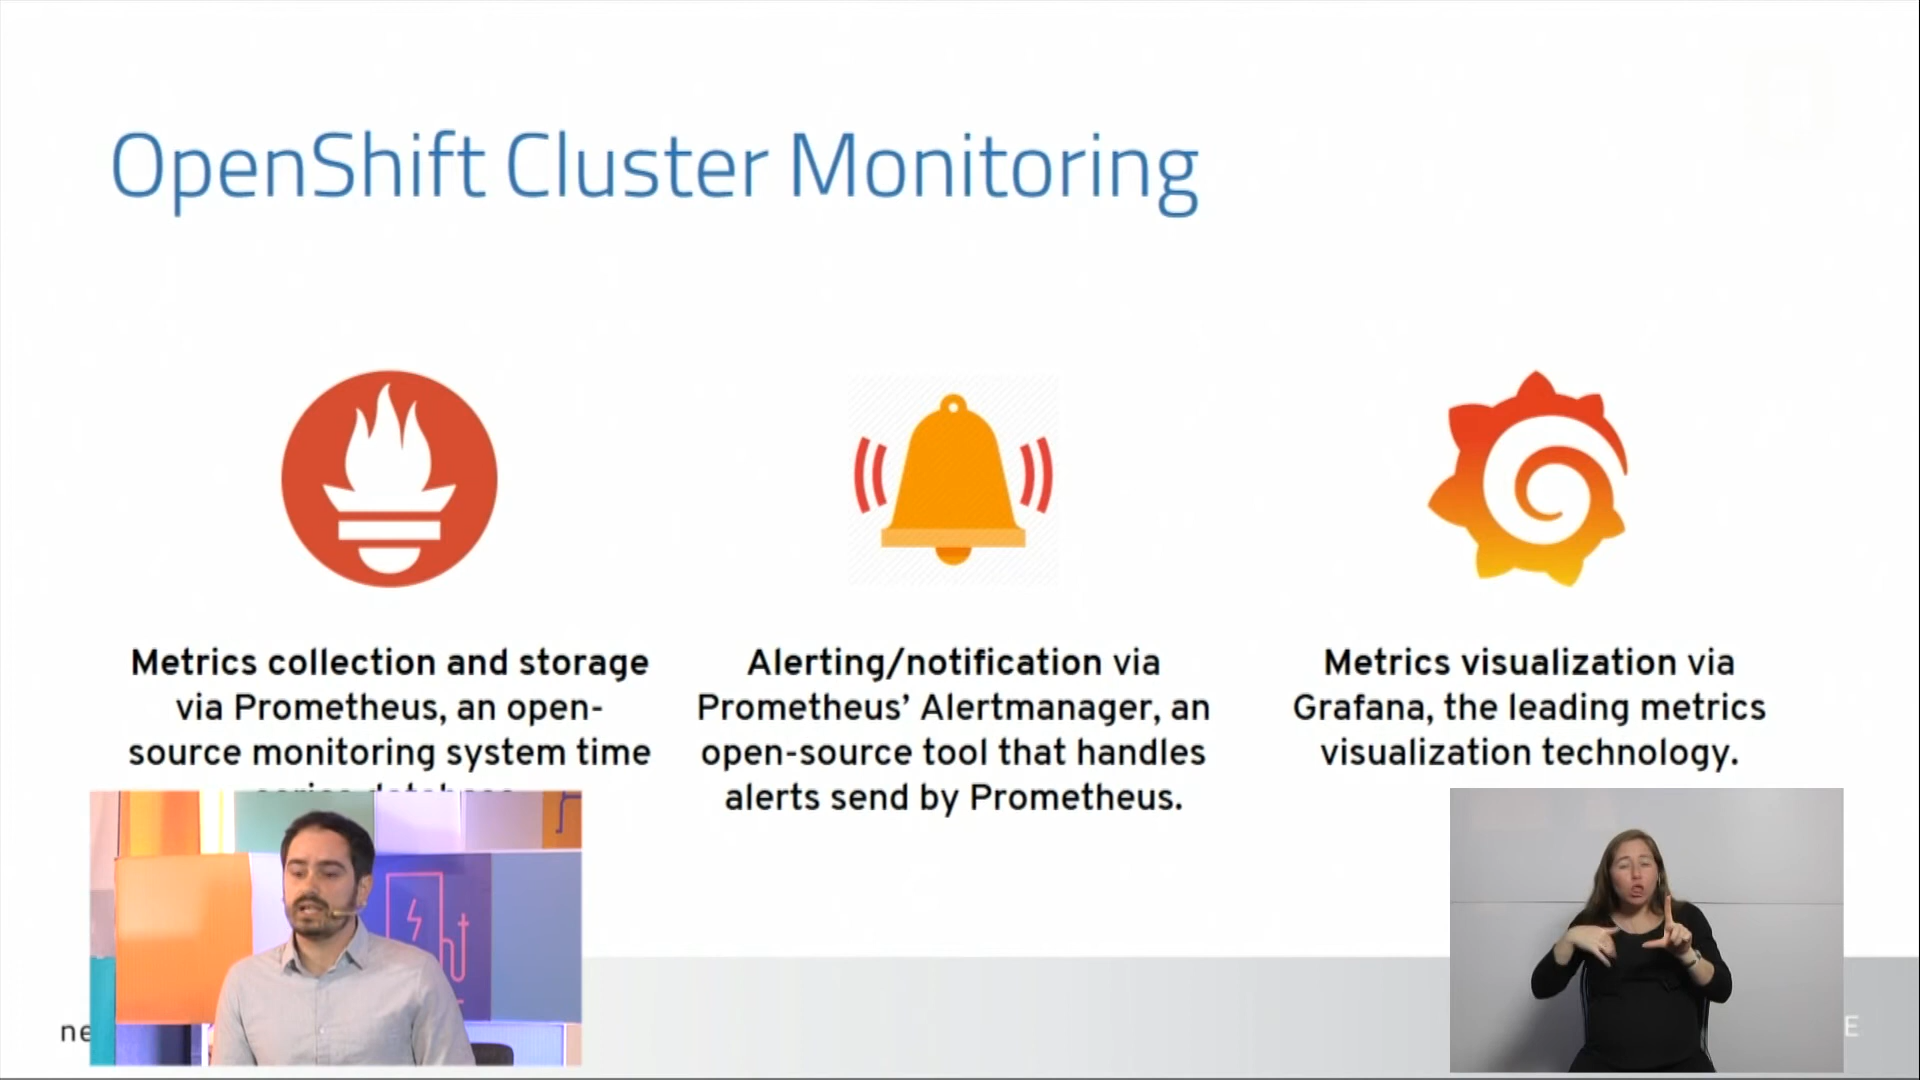 OpenShift Cluster Monitoring
Metrics collection and storage
via Prometheus, an open-
source monitoring system time
Alerting/notification via
Prometheus’ Alertmanager, an
open-source tool that handles
alerts send by Prometheus.
Metrics visualization via
Grafana, the leading metrics
visualization technology.
ne
E